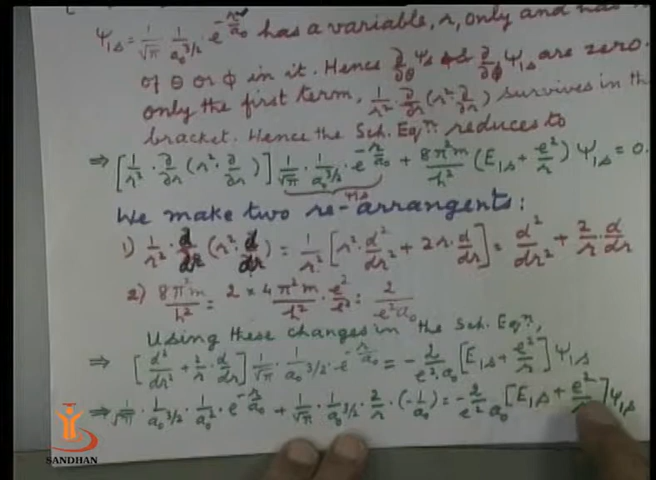 Ψ₁ₛ = 1/√π · 1/a₀^(3/2) · e^(-r/a₀) has a variable, r, only and has
of θ or ϕ in it. Hence ∂/∂θ Ψ₁ₛ & ∂/∂ϕ Ψ₁ₛ are zero.
only the first term, 1/r² · ∂/∂r (r² · ∂/∂r) survives in the
bracket. Hence the Sch. Eqⁿ. reduces to
⇒ [1/r² · ∂/∂r (r² · ∂/∂r)] 1/√π · 1/a₀^(3/2) · e^(-r/a₀) + 8π²m/h² (E₁ₛ + e²/r) Ψ₁ₛ = 0.
Ψ₁ₛ
We make two re-arrangents:
1) 1/r² · d/dr (r² · d/dr) = 1/r² [r² · d²/dr² + 2r · d/dr] = d²/dr² + 2/r · d/dr
2) 8π²m/h² = 2 × 4π²m/h² · e²/e² = 2/e²a₀
Using these changes in the Sch. Eqⁿ.,
⇒ [d²/dr² + 2/r · d/dr] 1/√π · 1/a₀^(3/2) · e^(-r/a₀) = - 2/e²·a₀ [E₁ₛ + e²/r] Ψ₁ₛ
⇒ 1/√π · 1/a₀^(3/2) · 1/a₀² · e^(-r/a₀) + 1/√π · 1/a₀^(3/2) · 2/r · (-1/a₀) = - 2/e² a₀ [E₁ₛ + e²/r] Ψ₁ₛ
SANDHAN